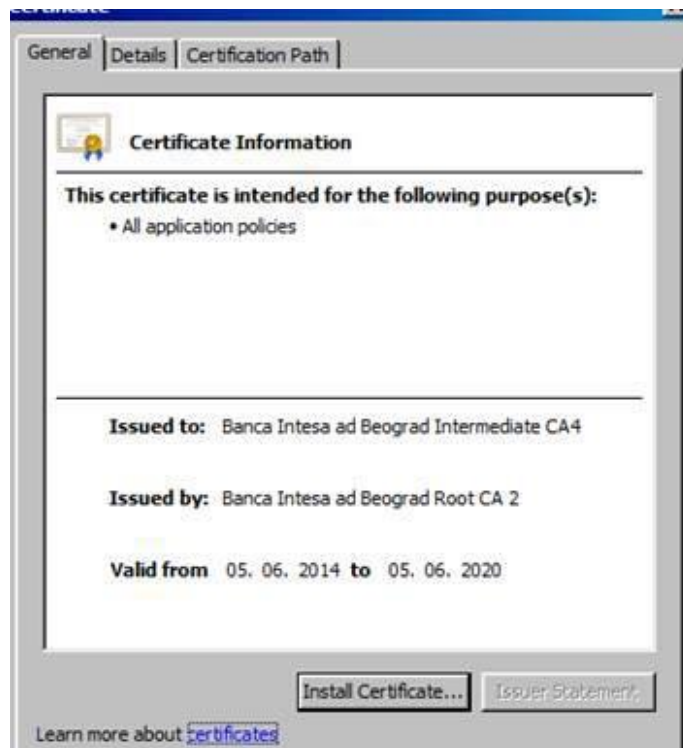 Certificate
General Details Certification Path
Certificate Information
This certificate is intended for the following purpose(s):
• All application policies
Issued to: Banca Intesa ad Beograd Intermediate CA4
Issued by: Banca Intesa ad Beograd Root CA 2
Valid from 05. 06. 2014 to 05. 06. 2020
Install Certificate... Issuer Statement
Learn more about certificates